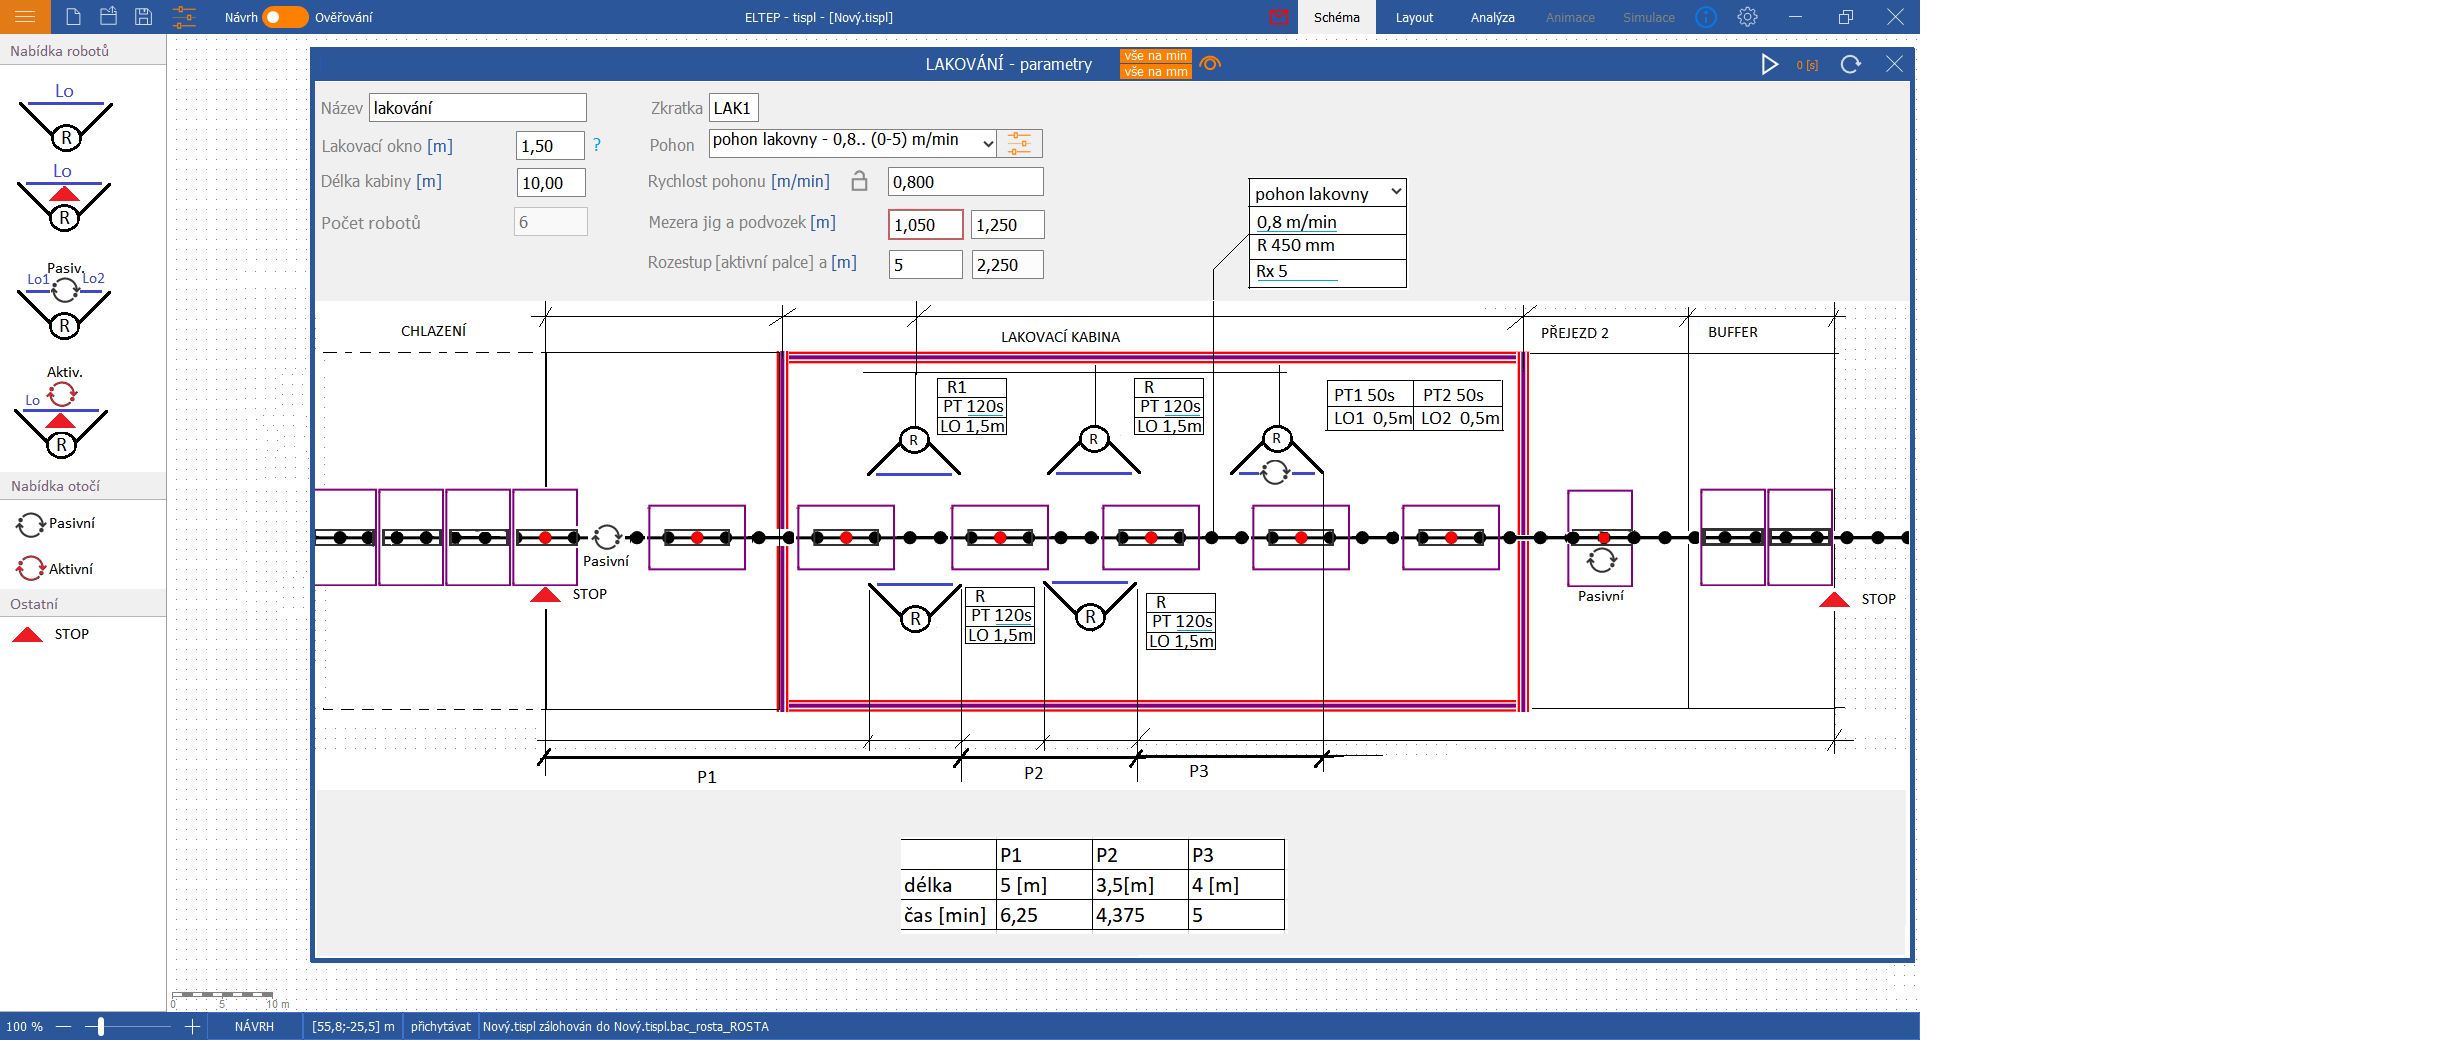 Návrh Ověřování
ELTEP - tispl - [Nový.tispl]
Schéma Layout Analýza Animace Simulace
Nabídka robotů
Lo
R
Lo
R
Pasiv.
Lo1 Lo2
R
Aktiv.
Lo
R
Nabídka otočí
Pasivní
Aktivní
Ostatní
STOP
LAKOVÁNÍ - parametry
vše na min
vše na mm
0 [s]
Název lakování
Zkratka LAK1
Lakovací okno [m] 1,50 ?
Pohon pohon lakovny - 0,8.. (0-5) m/min
Délka kabiny [m] 10,00
Rychlost pohonu [m/min] 0,800
Počet robotů 6
Mezera jig a podvozek [m] 1,050 1,250
Rozestup [aktivní palce] a [m] 5 2,250
pohon lakovny
0,8 m/min
R 450 mm
Rx 5
CHLAZENÍ
LAKOVACÍ KABINA
PŘEJEZD 2
BUFFER
R1
PT 120s
LO 1,5m
R
PT 120s
LO 1,5m
PT1 50s PT2 50s
LO1 0,5m LO2 0,5m
R
R
R
Pasivní
STOP
Pasivní
STOP
R
R
R
PT 120s
LO 1,5m
R
PT 120s
LO 1,5m
P1
P2
P3
P1 P2 P3
délka 5 [m] 3,5[m] 4 [m]
čas [min] 6,25 4,375 5
0 5 10 m
100 % NÁVRH [55,8;-25,5] m přichytávat Nový.tispl zálohován do Nový.tispl.bac_rosta_ROSTA